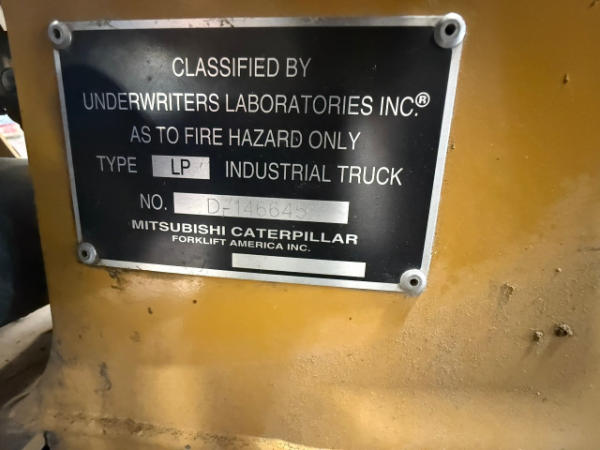 CLASSIFIED BY
UNDERWRITERS LABORATORIES INC.®
AS TO FIRE HAZARD ONLY
TYPE LP INDUSTRIAL TRUCK
NO. D-146645
MITSUBISHI CATERPILLAR
FORKLIFT AMERICA INC.